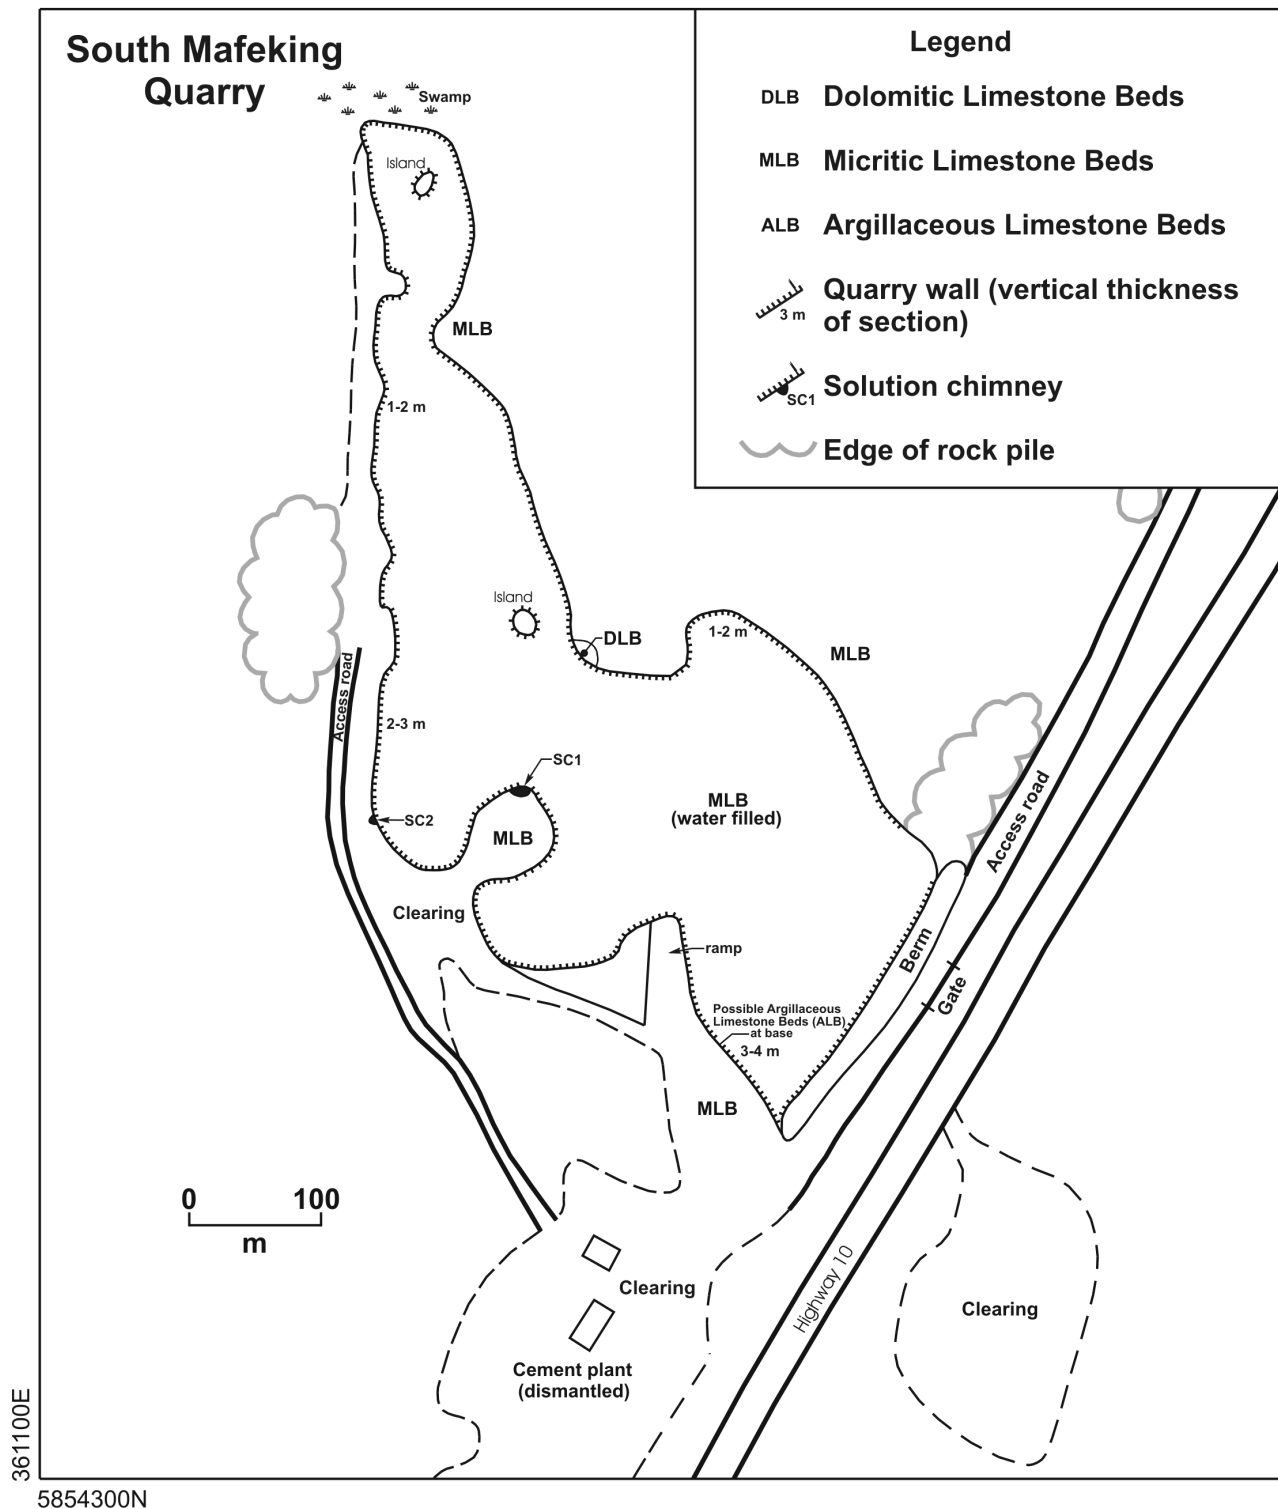 South Mafeking
Quarry
Swamp
Island
Legend
DLB Dolomitic Limestone Beds
MLB Micritic Limestone Beds
ALB Argillaceous Limestone Beds
3 m Quarry wall (vertical thickness
of section)
SC1 Solution chimney
Edge of rock pile
MLB
1-2 m
Island
DLB
1-2 m
MLB
Access road
2-3 m
SC1
SC2
MLB
MLB
(water filled)
Access road
Clearing
ramp
Berm
Gate
Possible Argillaceous
Limestone Beds (ALB)
at base
3-4 m
MLB
0 100
m
Highway 10
Clearing
Clearing
Cement plant
(dismantled)
361100E
5854300N